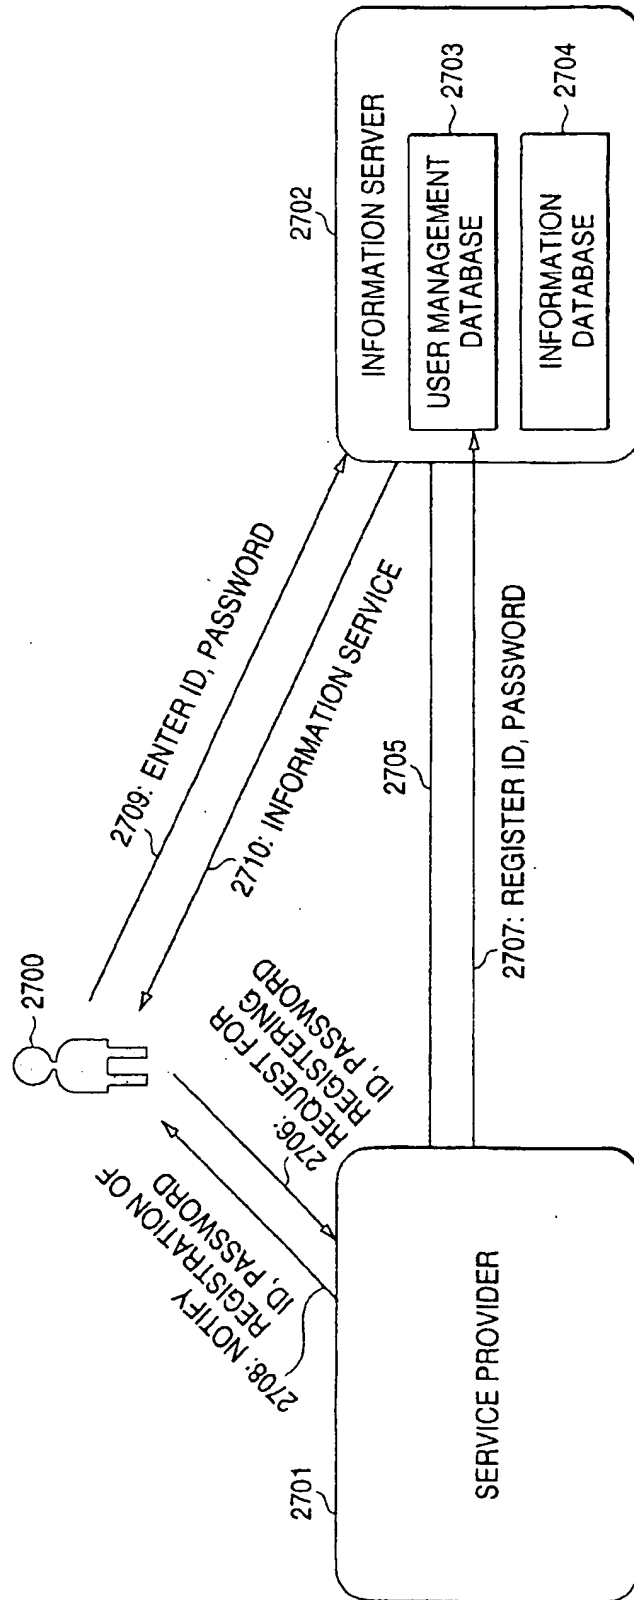 2700
2709: ENTER ID, PASSWORD
2710: INFORMATION SERVICE
2706:
REQUEST FOR
REGISTERING
ID, PASSWORD
2708: NOTIFY
REGISTRATION OF
ID, PASSWORD
2701
SERVICE PROVIDER
2705
2707: REGISTER ID, PASSWORD
2702
INFORMATION SERVER
USER MANAGEMENT
DATABASE
2703
INFORMATION
DATABASE
2704